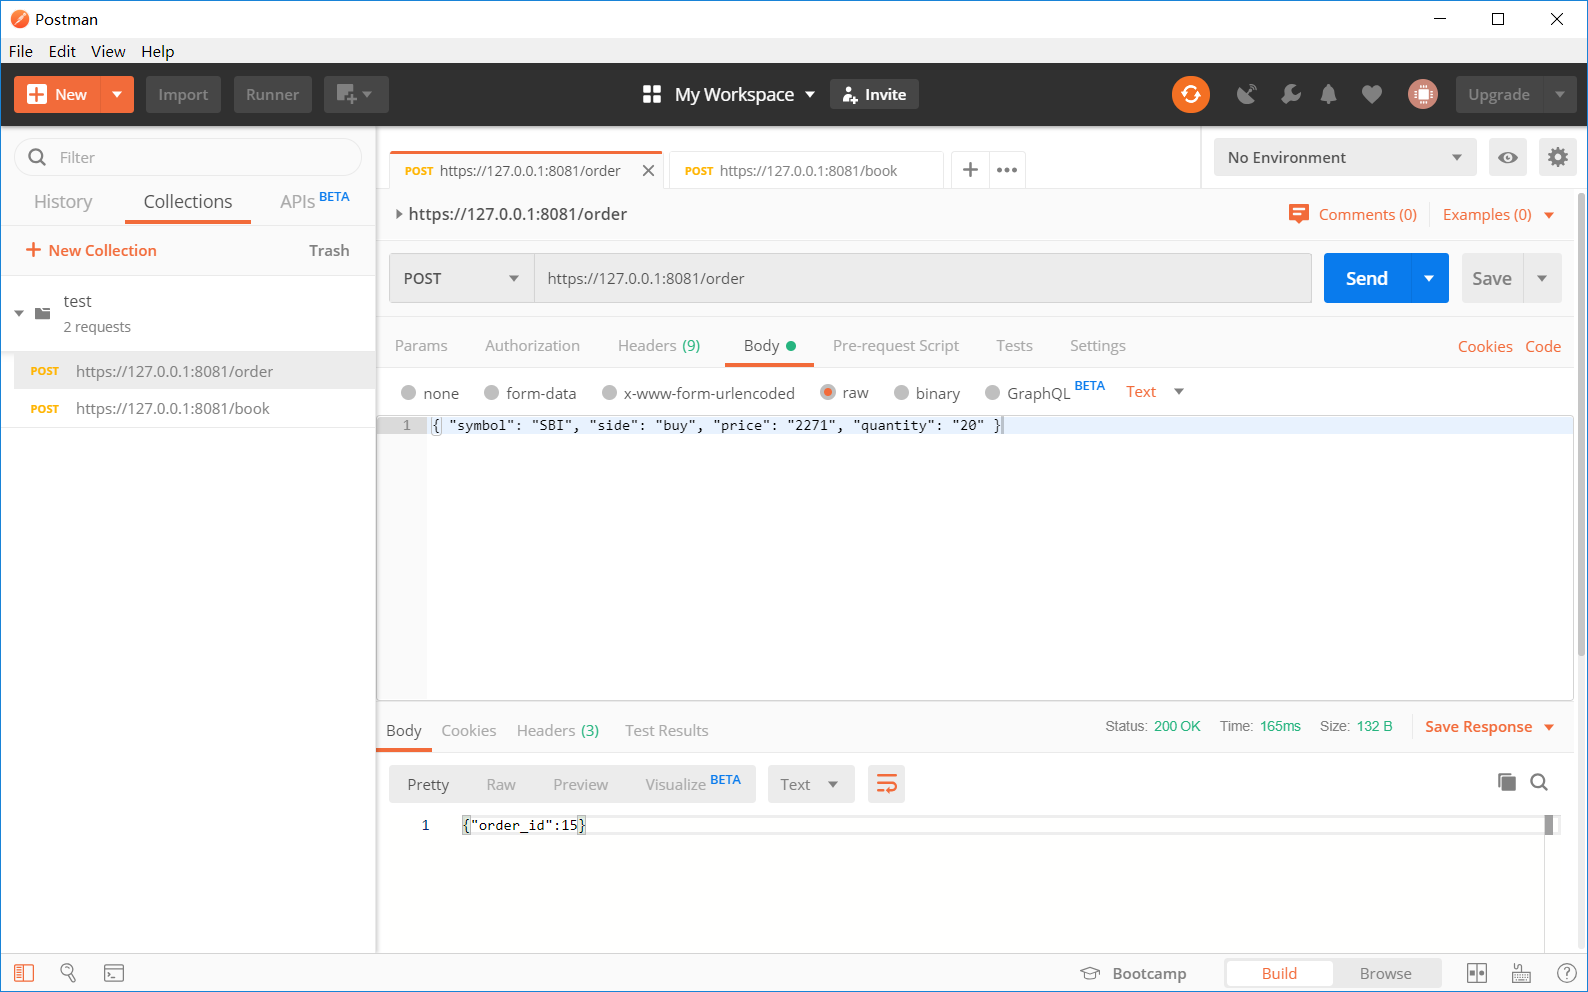 Postman
File Edit View Help
New Import Runner My Workspace Invite Upgrade
Filter
History Collections APIs BETA
New Collection Trash
test
2 requests
POST https://127.0.0.1:8081/order
POST https://127.0.0.1:8081/book
POST https://127.0.0.1:8081/order POST https://127.0.0.1:8081/book
No Environment
https://127.0.0.1:8081/order Comments (0) Examples (0)
POST https://127.0.0.1:8081/order Send Save
Params Authorization Headers (9) Body Pre-request Script Tests Settings Cookies Code
none form-data x-www-form-urlencoded raw binary GraphQL BETA Text
1 { "symbol": "SBI", "side": "buy", "price": "2271", "quantity": "20" }
Body Cookies Headers (3) Test Results Status: 200 OK Time: 165ms Size: 132 B Save Response
Pretty Raw Preview Visualize BETA Text
1 {"order_id":15}
Bootcamp Build Browse